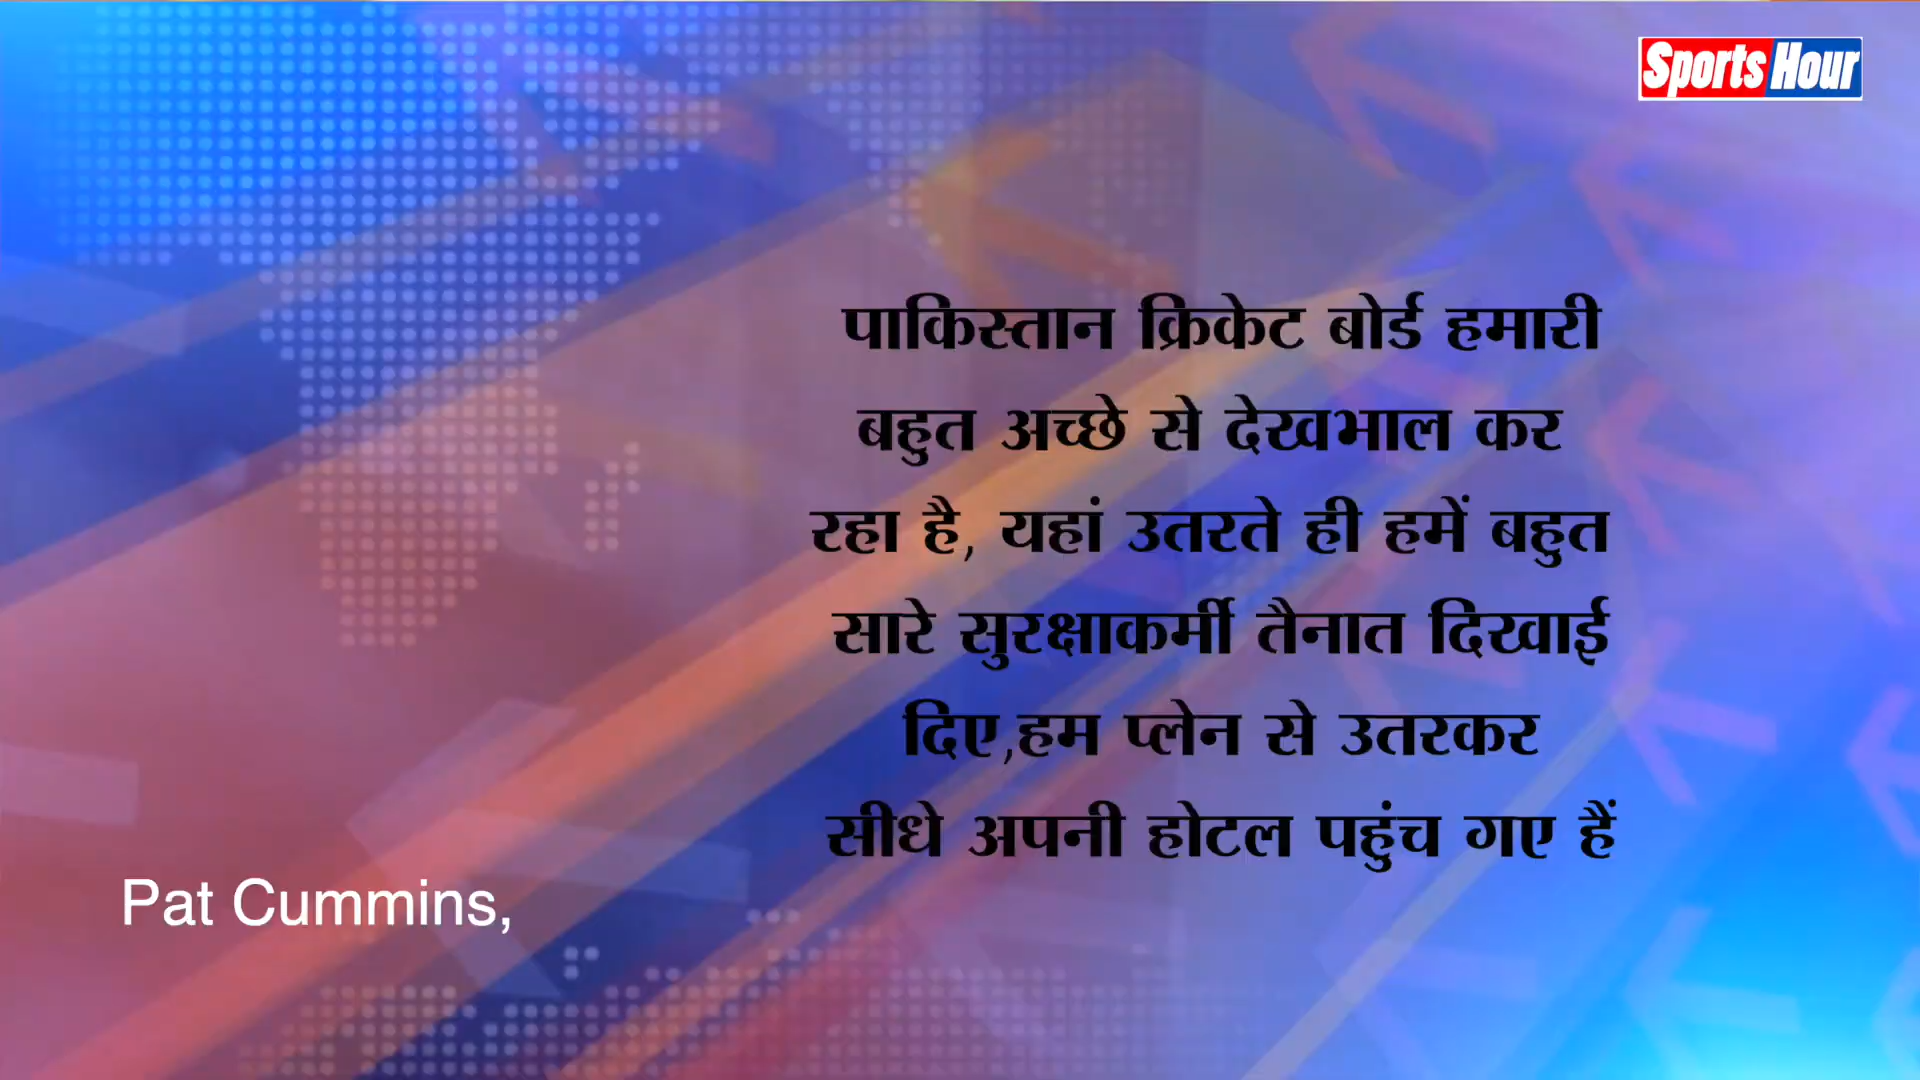 Sports Hour
पाकिस्तान क्रिकेट बोर्ड हमारी
बहुत अच्छे से देखभाल कर
रहा है, यहां उतरते ही हमें बहुत
सारे सुरक्षाकर्मी तैनात दिखाई
दिए,हम प्लेन से उतरकर
सीधे अपनी होटल पहुंच गए हैं
Pat Cummins,